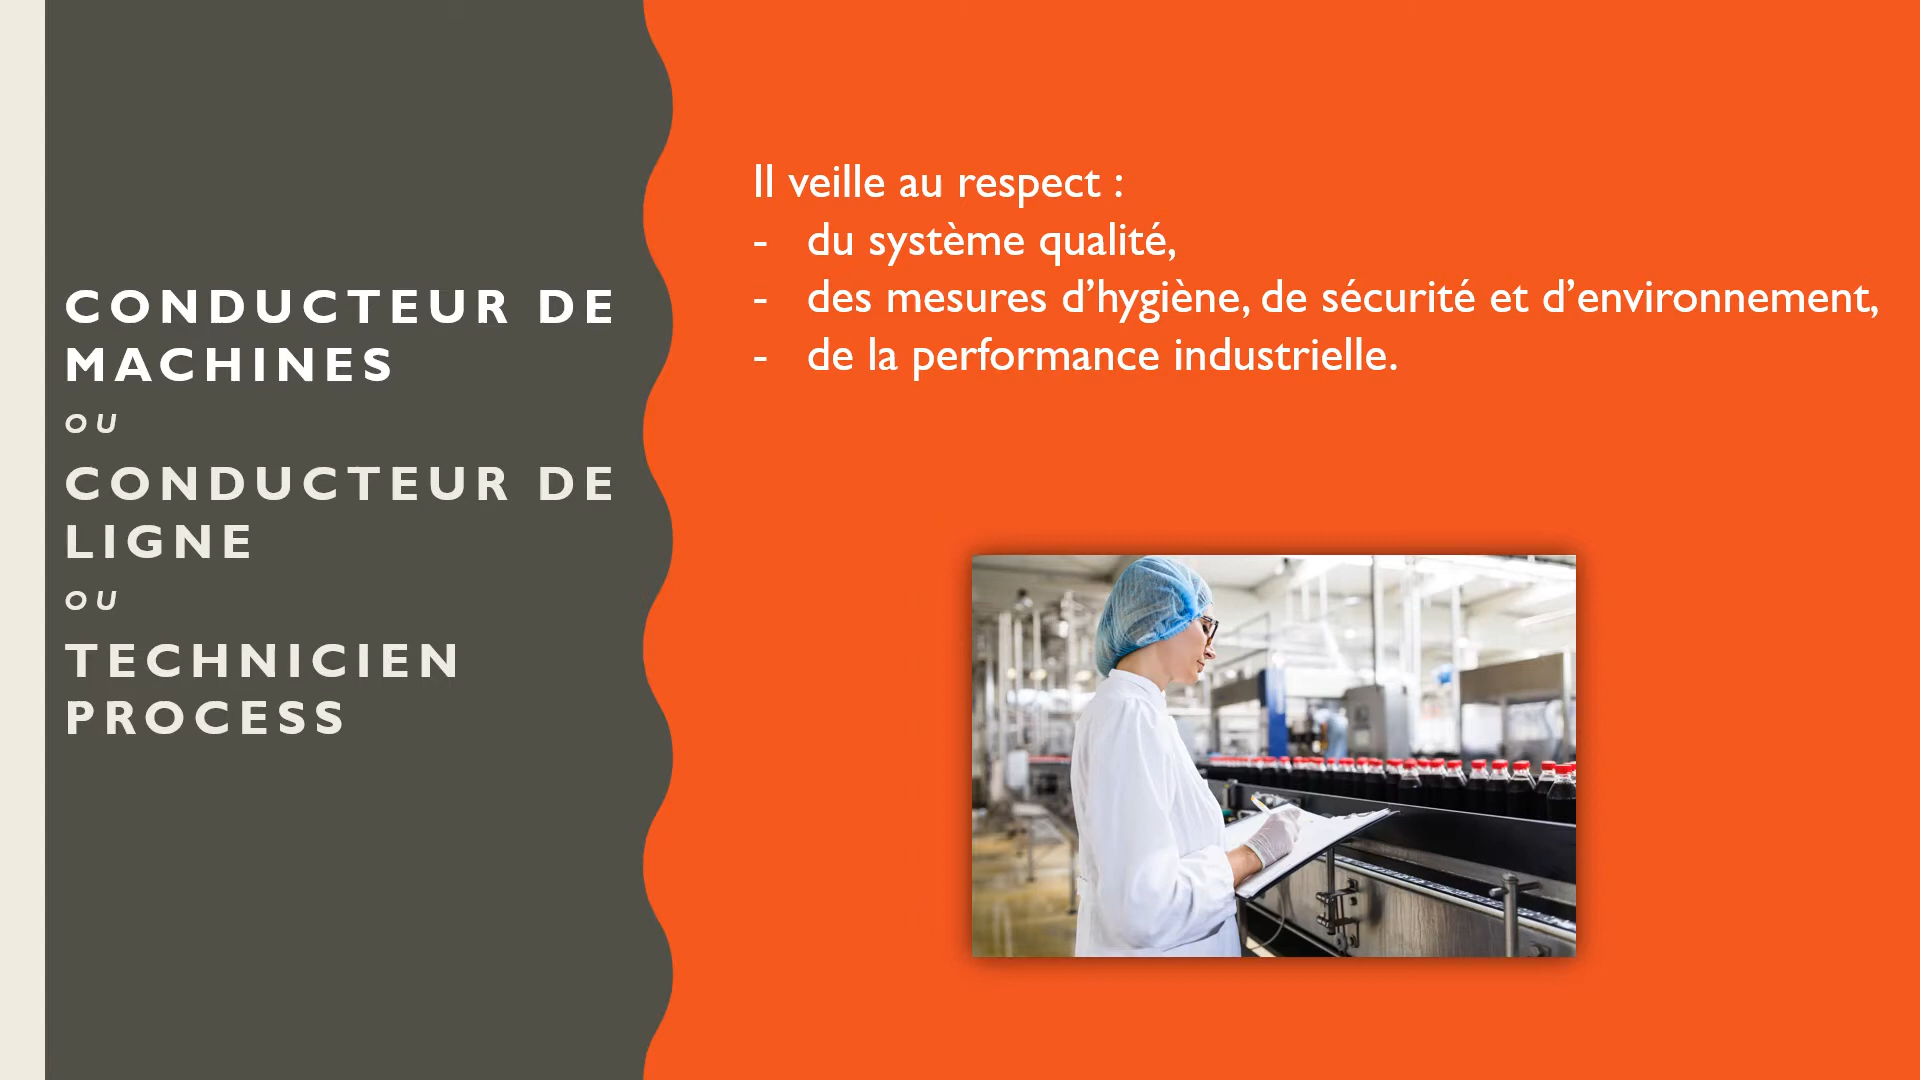 CONDUCTEUR DE
MACHINES
OU
CONDUCTEUR DE
LIGNE
OU
TECHNICIEN
PROCESS
Il veille au respect :
- du système qualité,
- des mesures d’hygiène, de sécurité et d’environnement,
- de la performance industrielle.